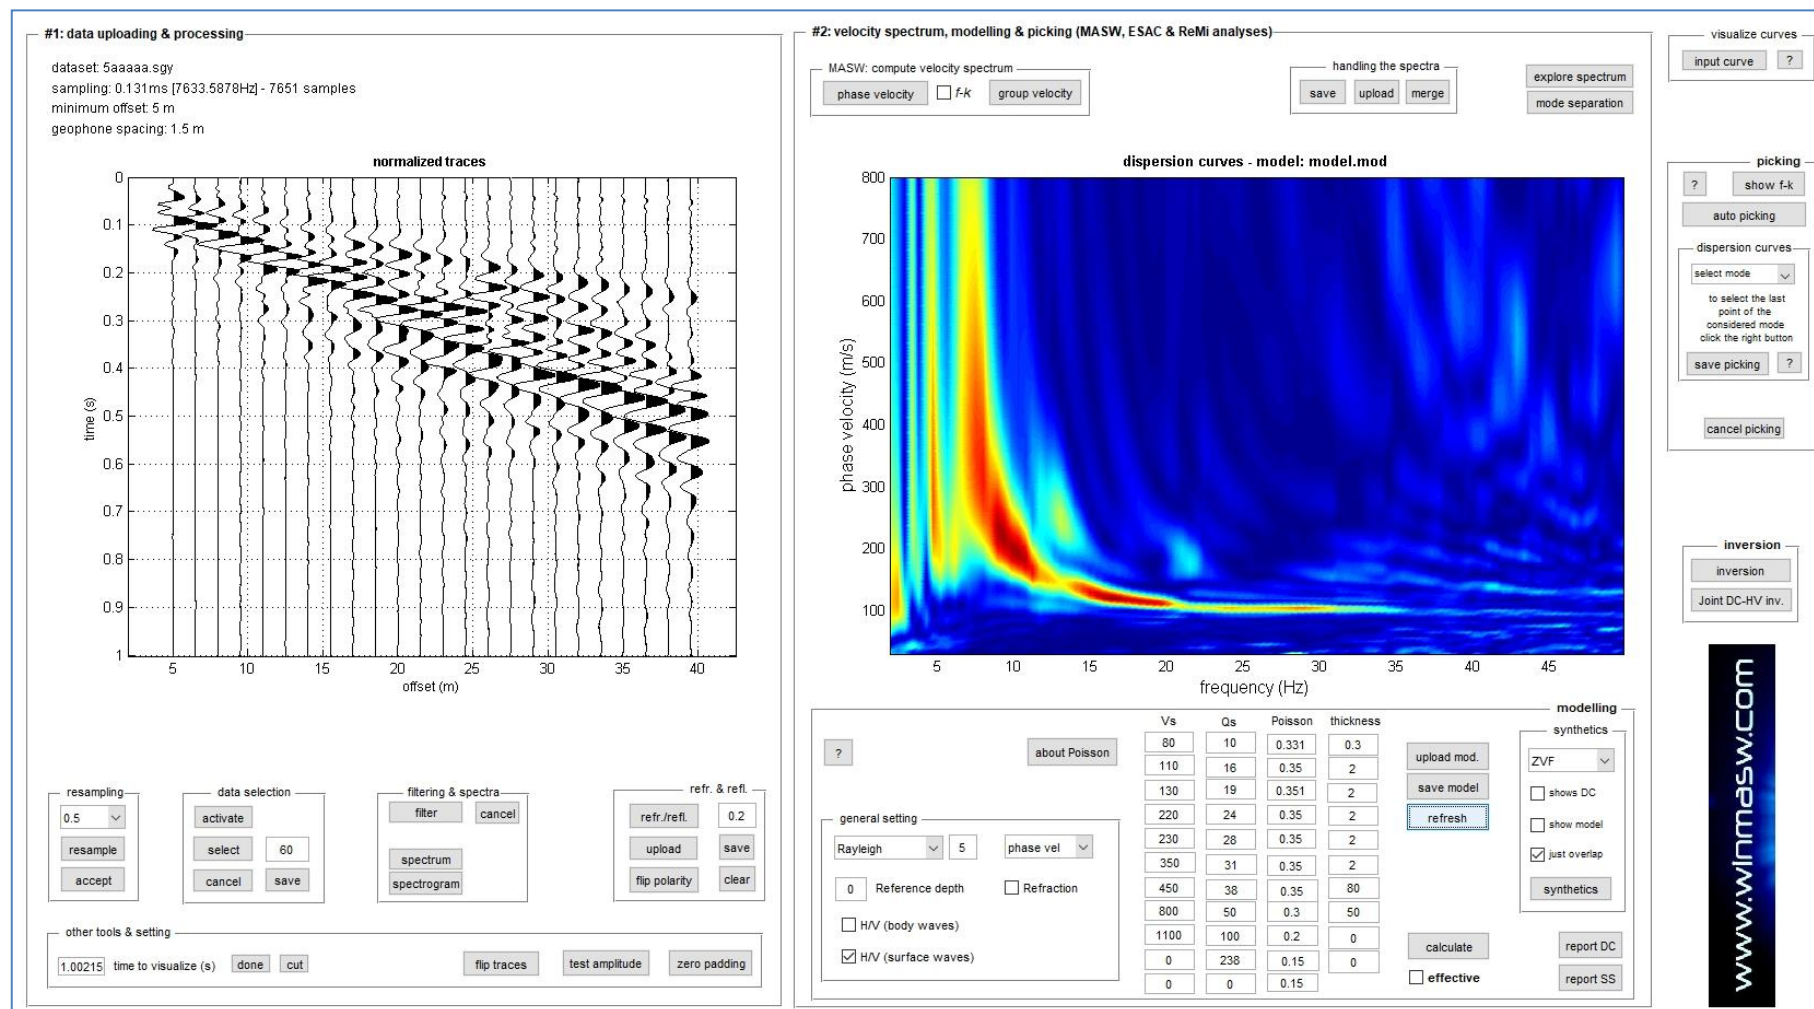 #1: data uploading & processing
dataset: 5aaaaa.sgy
sampling: 0.131ms [7633.5878Hz] - 7651 samples
minimum offset: 5 m
geophone spacing: 1.5 m
normalized traces
0
0.1
0.2
0.3
0.4
0.5
0.6
0.7
0.8
0.9
1
time (s)
5 10 15 20 25 30 35 40
offset (m)
resampling
0.5
resample
accept
data selection
activate
select 60
cancel save
filtering & spectra
filter cancel
spectrum
spectrogram
refr. & refl.
refr./refl. 0.2
upload save
flip polarity clear
other tools & setting
1.00215 time to visualize (s) done cut flip traces test amplitude zero padding
#2: velocity spectrum, modelling & picking (MASW, ESAC & ReMi analyses)
MASW: compute velocity spectrum
phase velocity f-k group velocity
handling the spectra
save upload merge
explore spectrum
mode separation
dispersion curves - model: model.mod
800
700
600
500
400
300
200
100
phase velocity (m/s)
5 10 15 20 25 30 35 40 45
frequency (Hz)
modelling
? about Poisson
general setting
Rayleigh 5 phase vel
0 Reference depth Refraction
H/V (body waves)
H/V (surface waves)
Vs Qs Poisson thickness
80 10 0.331 0.3
110 16 0.35 2
130 19 0.351 2
220 24 0.35 2
230 28 0.35 2
350 31 0.35 2
450 38 0.35 80
800 50 0.3 50
1100 100 0.2 0
0 238 0.15 0
0 0 0.15
upload mod.
save model
refresh
calculate
effective
synthetics
ZVF
shows DC
show model
just overlap
synthetics
report DC
report SS
visualize curves
input curve ?
picking
? show f-k
auto picking
dispersion curves
select mode
to select the last
point of the
considered mode
click the right button
save picking ?
cancel picking
inversion
inversion
Joint DC-HV inv.
www.winmasw.com